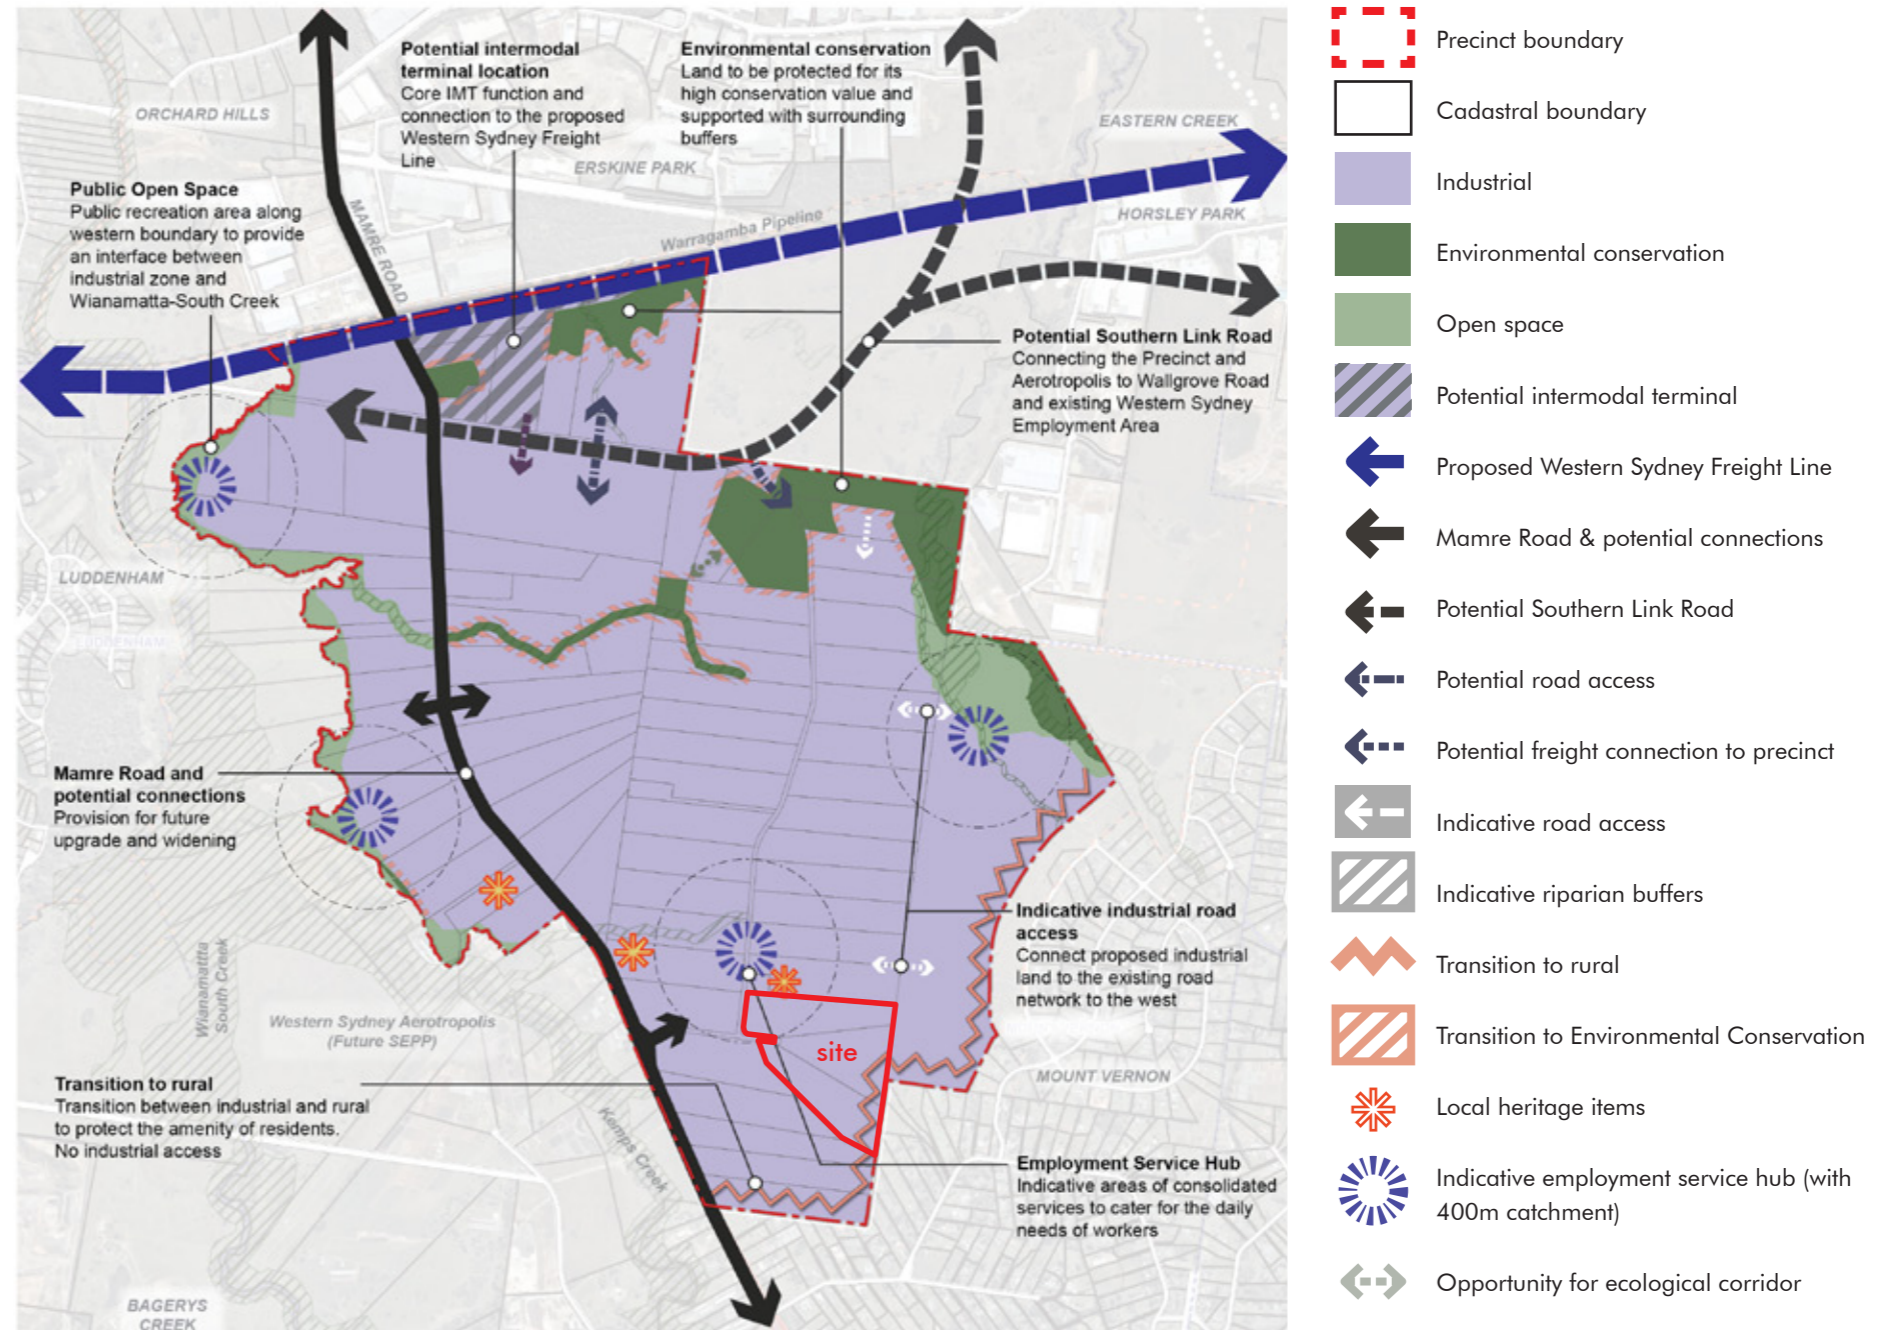 Potential intermodal
terminal location
Core IMT function and
connection to the proposed
Western Sydney Freight
Line
Environmental conservation
Land to be protected for its
high conservation value and
supported with surrounding
buffers
ORCHARD HILLS
ERSKINE PARK
EASTERN CREEK
HORSLEY PARK
Warragamba Pipeline
MAMRE ROAD
Public Open Space
Public recreation area along
western boundary to provide
an interface between
industrial zone and
Wianamatta-South Creek
Potential Southern Link Road
Connecting the Precinct and
Aerotropolis to Wallgrove Road
and existing Western Sydney
Employment Area
LUDDENHAM
Mamre Road and
potential connections
Provision for future
upgrade and widening
Indicative industrial road
access
Connect proposed industrial
land to the existing road
network to the west
Wianamattta
South Creek
Western Sydney Aerotropolis
(Future SEPP)
site
MOUNT VERNON
Transition to rural
Transition between industrial and rural
to protect the amenity of residents.
No industrial access
Kemps Creek
Employment Service Hub
Indicative areas of consolidated
services to cater for the daily
needs of workers
BAGERYS
CREEK
Precinct boundary
Cadastral boundary
Industrial
Environmental conservation
Open space
Potential intermodal terminal
Proposed Western Sydney Freight Line
Mamre Road & potential connections
Potential Southern Link Road
Potential road access
Potential freight connection to precinct
Indicative road access
Indicative riparian buffers
Transition to rural
Transition to Environmental Conservation
Local heritage items
Indicative employment service hub (with
400m catchment)
Opportunity for ecological corridor